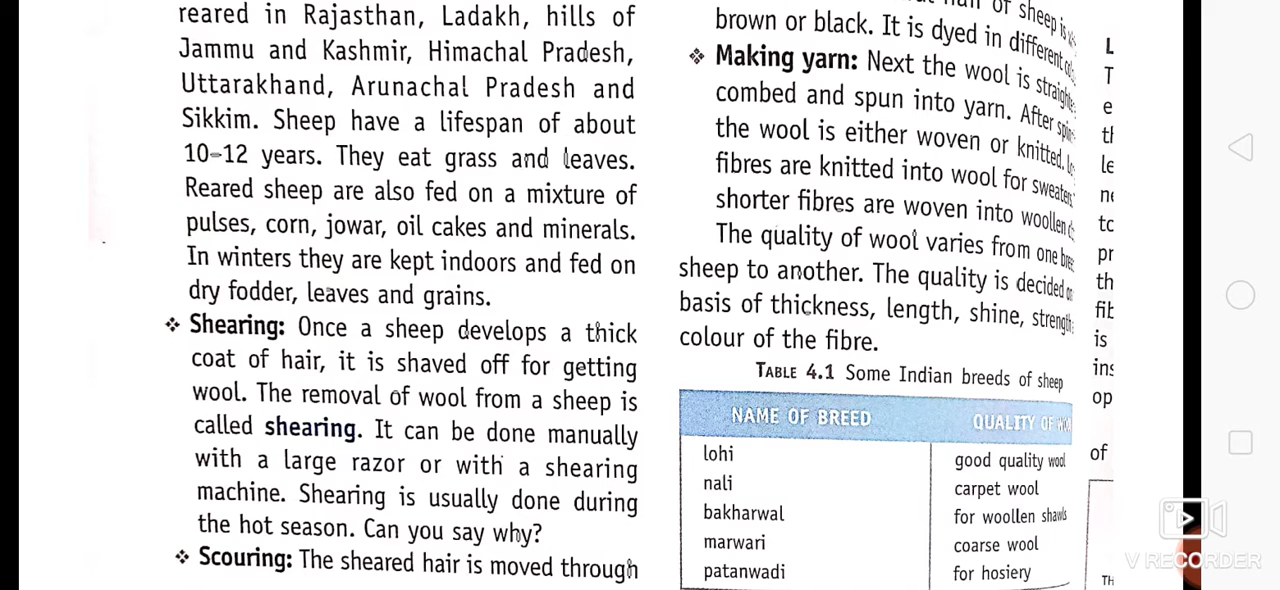 reared in Rajasthan, Ladakh, hills of
Jammu and Kashmir, Himachal Pradesh,
Uttarakhand, Arunachal Pradesh and
Sikkim. Sheep have a lifespan of about
10-12 years. They eat grass and leaves.
Reared sheep are also fed on a mixture of
pulses, corn, jowar, oil cakes and minerals.
In winters they are kept indoors and fed on
dry fodder, leaves and grains.
❖ Shearing: Once a sheep develops a thick
coat of hair, it is shaved off for getting
wool. The removal of wool from a sheep is
called shearing. It can be done manually
with a large razor or with a shearing
machine. Shearing is usually done during
the hot season. Can you say why?
❖ Scouring: The sheared hair is moved through
of sheep is
brown or black. It is dyed in different
❖ Making yarn: Next the wool is
combed and spun into yarn. After
the wool is either woven or knitted.
fibres are knitted into wool for sweaters
shorter fibres are woven into woollen
The quality of wool varies from one
sheep to another. The quality is decided
basis of thickness, length, shine, strength
colour of the fibre.
TABLE 4.1 Some Indian breeds of sheep
NAME OF BREED QUALITY OF
lohi good quality wool
nali carpet wool
bakharwal for woollen shawls
marwari coarse wool
patanwadi for hosiery
of
is
V RECORDER